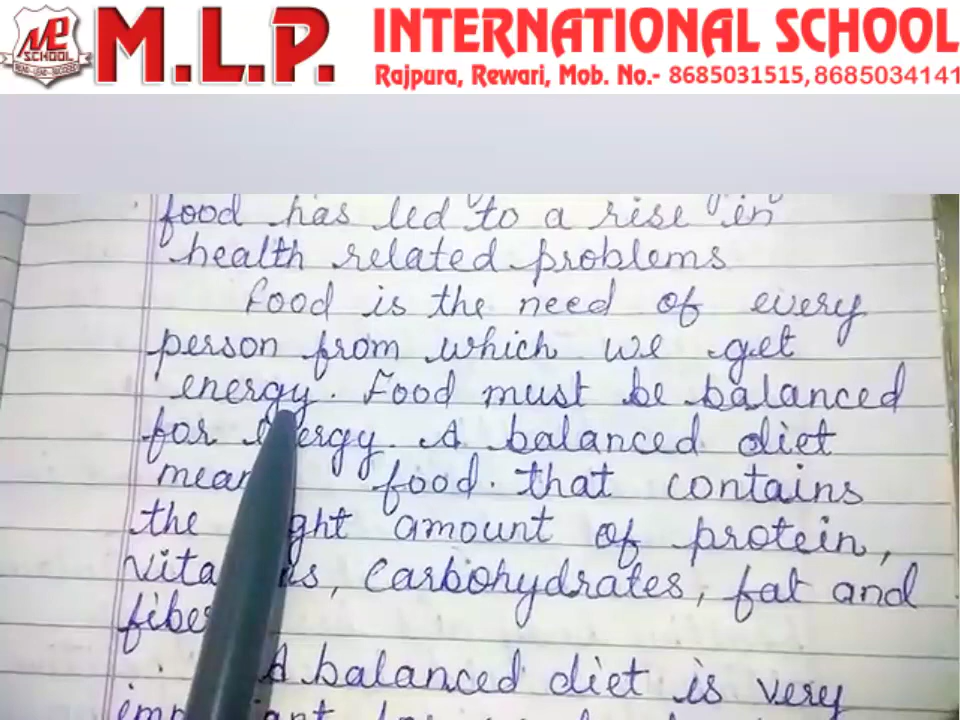 MP
SCHOOL
M.L.P. INTERNATIONAL SCHOOL
Rajpura, Rewari, Mob. No.- 8685031515, 8685034141
food has led to a rise in
health related problems
Food is the need of every
person from which we get
energy. Food must be balanced
for energy. A balanced diet
food. that contains
the amount of protein,
Carbohydrates, fat and
A balanced diet is very